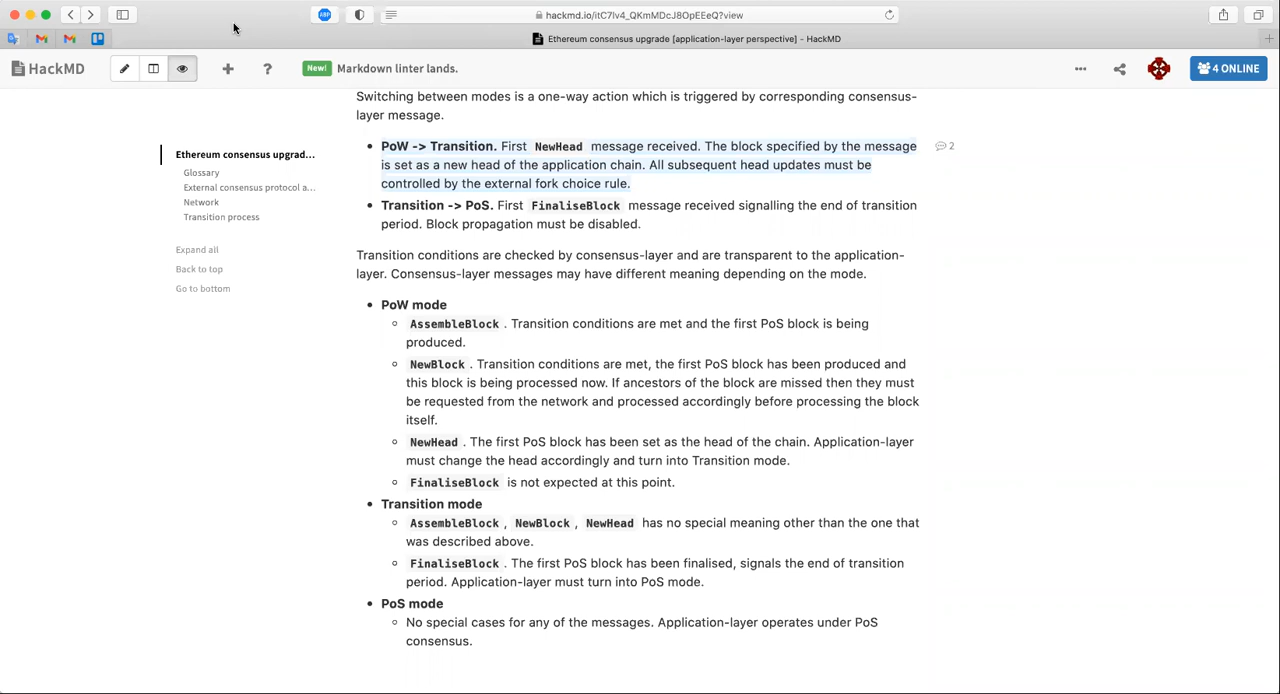 ABP
hackmd.io/itC7lv4_QKmMDcJ8OpEEeQ?view
Ethereum consensus upgrade [application-layer perspective] - HackMD
HackMD
New!
Markdown linter lands.
4 ONLINE
Ethereum consensus upgrad...
Glossary
External consensus protocol a...
Network
Transition process
Expand all
Back to top
Go to bottom
Switching between modes is a one-way action which is triggered by corresponding consensus-
layer message.
PoW -> Transition. First NewHead message received. The block specified by the message
is set as a new head of the application chain. All subsequent head updates must be
controlled by the external fork choice rule.
2
Transition -> PoS. First FinaliseBlock message received signalling the end of transition
period. Block propagation must be disabled.
Transition conditions are checked by consensus-layer and are transparent to the application-
layer. Consensus-layer messages may have different meaning depending on the mode.
PoW mode
AssembleBlock . Transition conditions are met and the first PoS block is being
produced.
NewBlock . Transition conditions are met, the first PoS block has been produced and
this block is being processed now. If ancestors of the block are missed then they must
be requested from the network and processed accordingly before processing the block
itself.
NewHead . The first PoS block has been set as the head of the chain. Application-layer
must change the head accordingly and turn into Transition mode.
FinaliseBlock is not expected at this point.
Transition mode
AssembleBlock , NewBlock , NewHead has no special meaning other than the one that
was described above.
FinaliseBlock . The first PoS block has been finalised, signals the end of transition
period. Application-layer must turn into PoS mode.
PoS mode
No special cases for any of the messages. Application-layer operates under PoS
consensus.